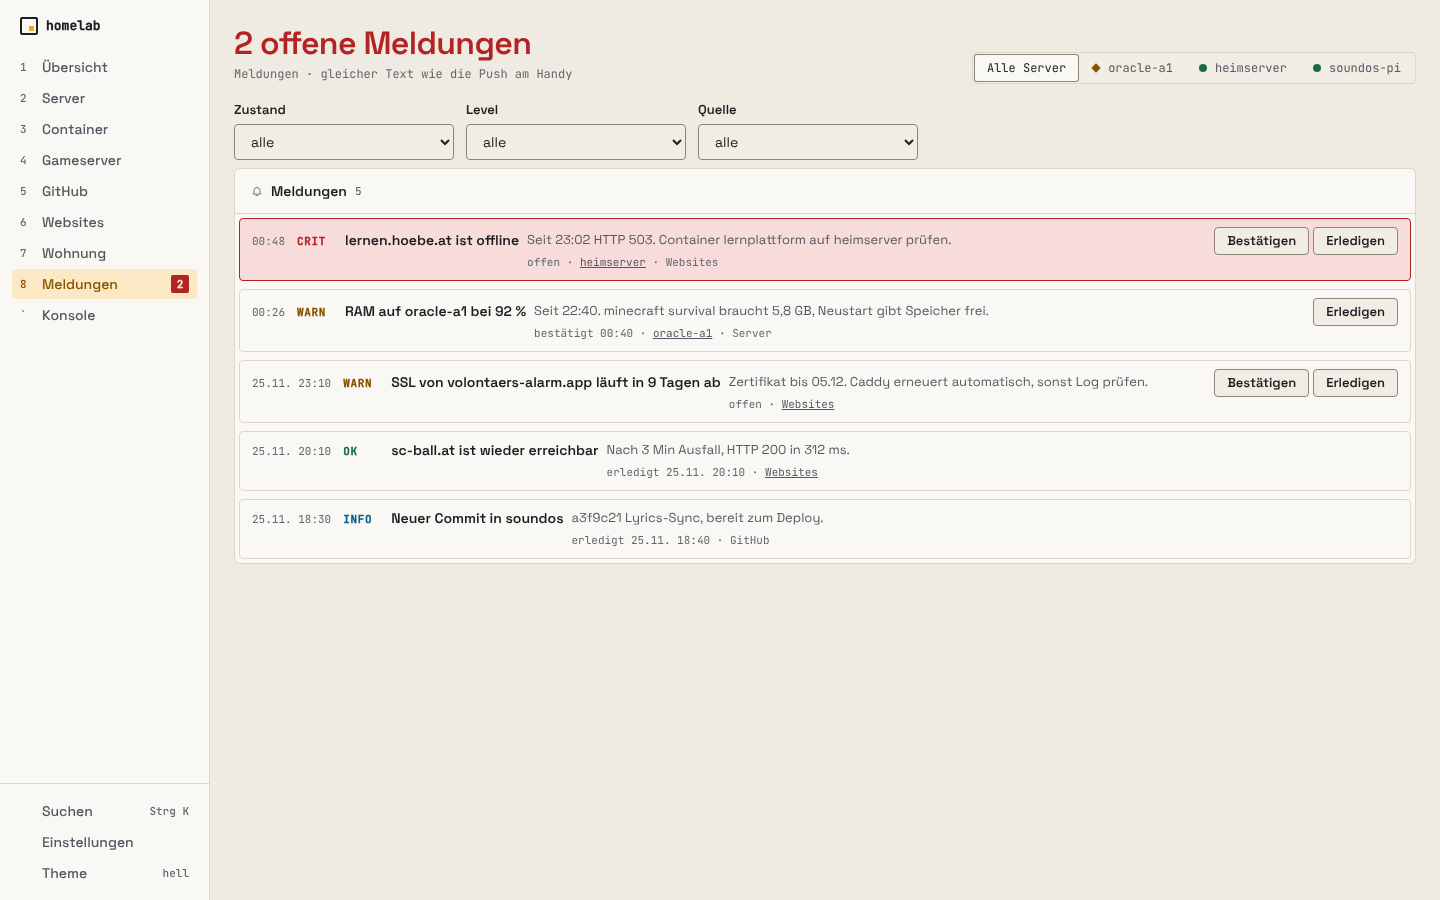 homelab
1 Übersicht
2 Server
3 Container
4 Gameserver
5 GitHub
6 Websites
7 Wohnung
8 Meldungen 2
` Konsole
Suchen Strg K
Einstellungen
Theme hell
2 offene Meldungen
Meldungen · gleicher Text wie die Push am Handy
Alle Server oracle-a1 heimserver soundos-pi
Zustand Level Quelle
alle alle alle
Meldungen 5
00:48 CRIT lernen.hoebe.at ist offline Seit 23:02 HTTP 503. Container lernplattform auf heimserver prüfen. Bestätigen Erledigen
offen · heimserver · Websites
00:26 WARN RAM auf oracle-a1 bei 92 % Seit 22:40. minecraft survival braucht 5,8 GB, Neustart gibt Speicher frei. Erledigen
bestätigt 00:40 · oracle-a1 · Server
25.11. 23:10 WARN SSL von volontaers-alarm.app läuft in 9 Tagen ab Zertifikat bis 05.12. Caddy erneuert automatisch, sonst Log prüfen. Bestätigen Erledigen
offen · Websites
25.11. 20:10 OK sc-ball.at ist wieder erreichbar Nach 3 Min Ausfall, HTTP 200 in 312 ms.
erledigt 25.11. 20:10 · Websites
25.11. 18:30 INFO Neuer Commit in soundos a3f9c21 Lyrics-Sync, bereit zum Deploy.
erledigt 25.11. 18:40 · GitHub